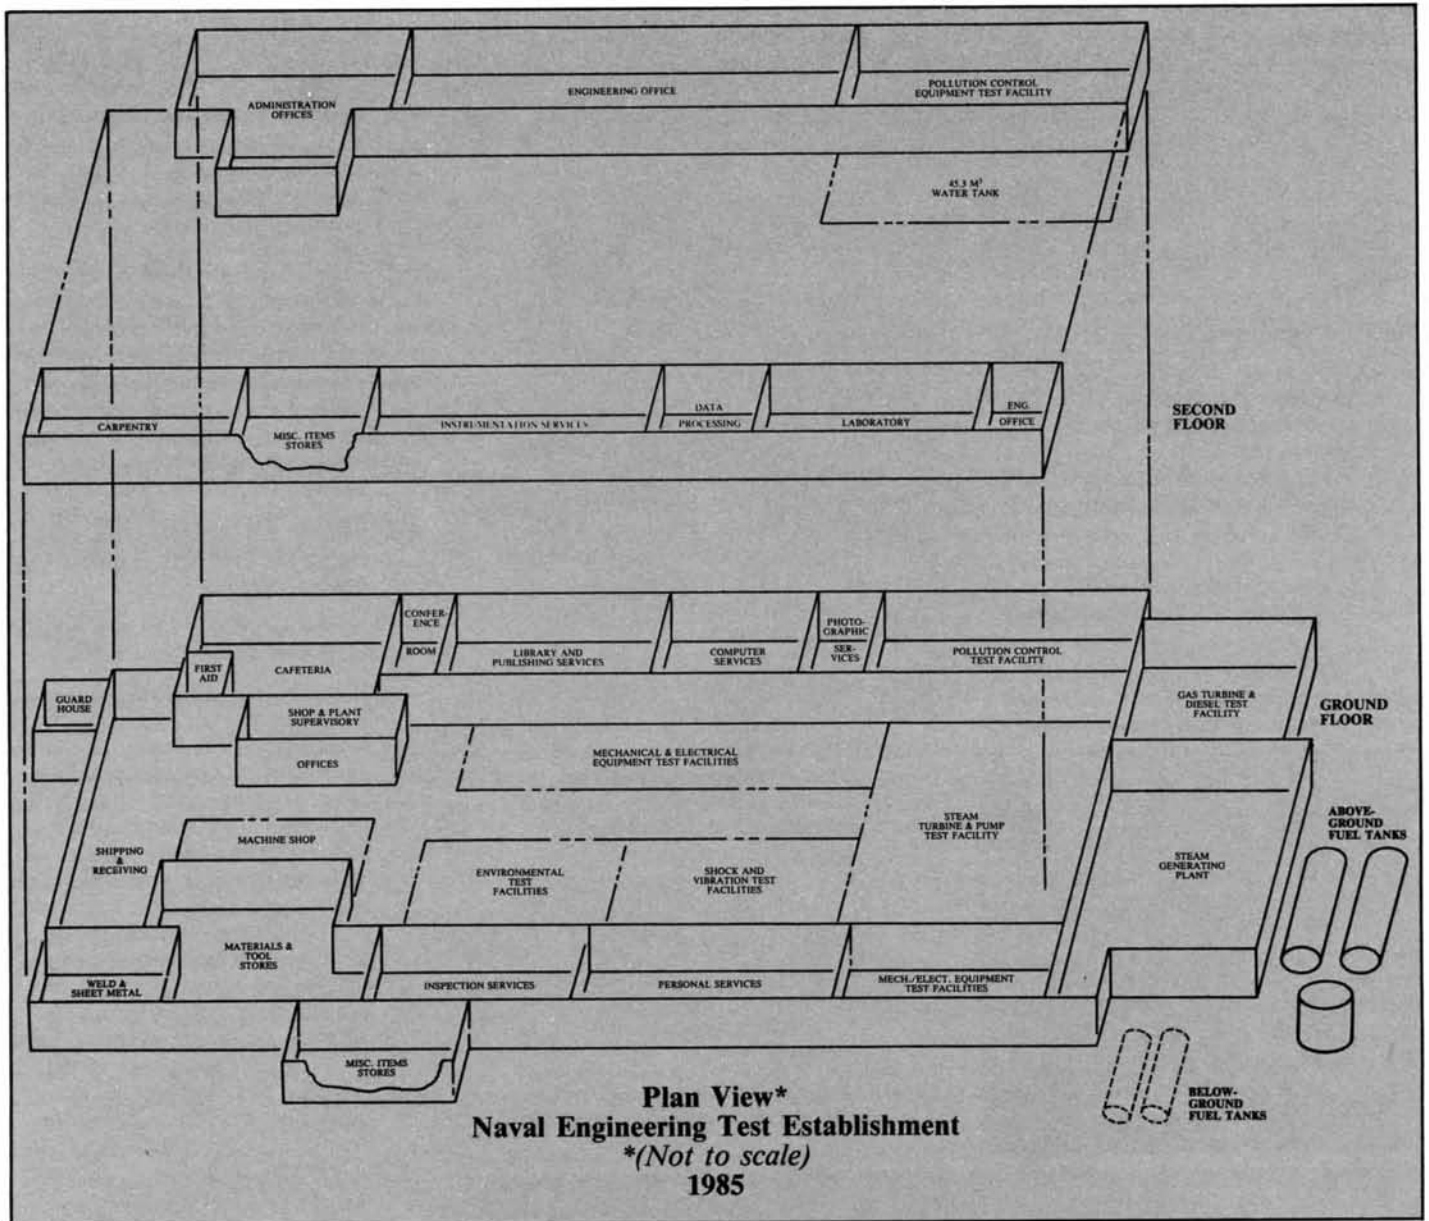 ADMINISTRATION
OFFICES
ENGINEERING OFFICE
POLLUTION CONTROL
EQUIPMENT TEST FACILITY
45.3 M³
WATER TANK
CARPENTRY
MISC. ITEMS
STORES
INSTRUMENTATION SERVICES
DATA
PROCESSING
LABORATORY
ENG.
OFFICE
SECOND
FLOOR
GUARD
HOUSE
FIRST
AID
CAFETERIA
CONFER-
ENCE
ROOM
LIBRARY AND
PUBLISHING SERVICES
COMPUTER
SERVICES
PHOTO-
GRAPHIC
SER-
VICES
POLLUTION CONTROL
TEST FACILITY
GAS TURBINE &
DIESEL TEST
FACILITY
GROUND
FLOOR
SHOP & PLANT
SUPERVISORY
OFFICES
MECHANICAL & ELECTRICAL
EQUIPMENT TEST FACILITIES
SHIPPING
&
RECEIVING
MACHINE SHOP
ENVIRONMENTAL
TEST
FACILITIES
SHOCK AND
VIBRATION TEST
FACILITIES
STEAM
TURBINE & PUMP
TEST FACILITY
STEAM
GENERATING
PLANT
ABOVE-
GROUND
FUEL TANKS
WELD &
SHEET METAL
MATERIALS &
TOOL
STORES
INSPECTION SERVICES
PERSONAL SERVICES
MECH./ELECT. EQUIPMENT
TEST FACILITIES
MISC. ITEMS
STORES
BELOW-
GROUND
FUEL TANKS
Plan View*
Naval Engineering Test Establishment
*(Not to scale)
1985